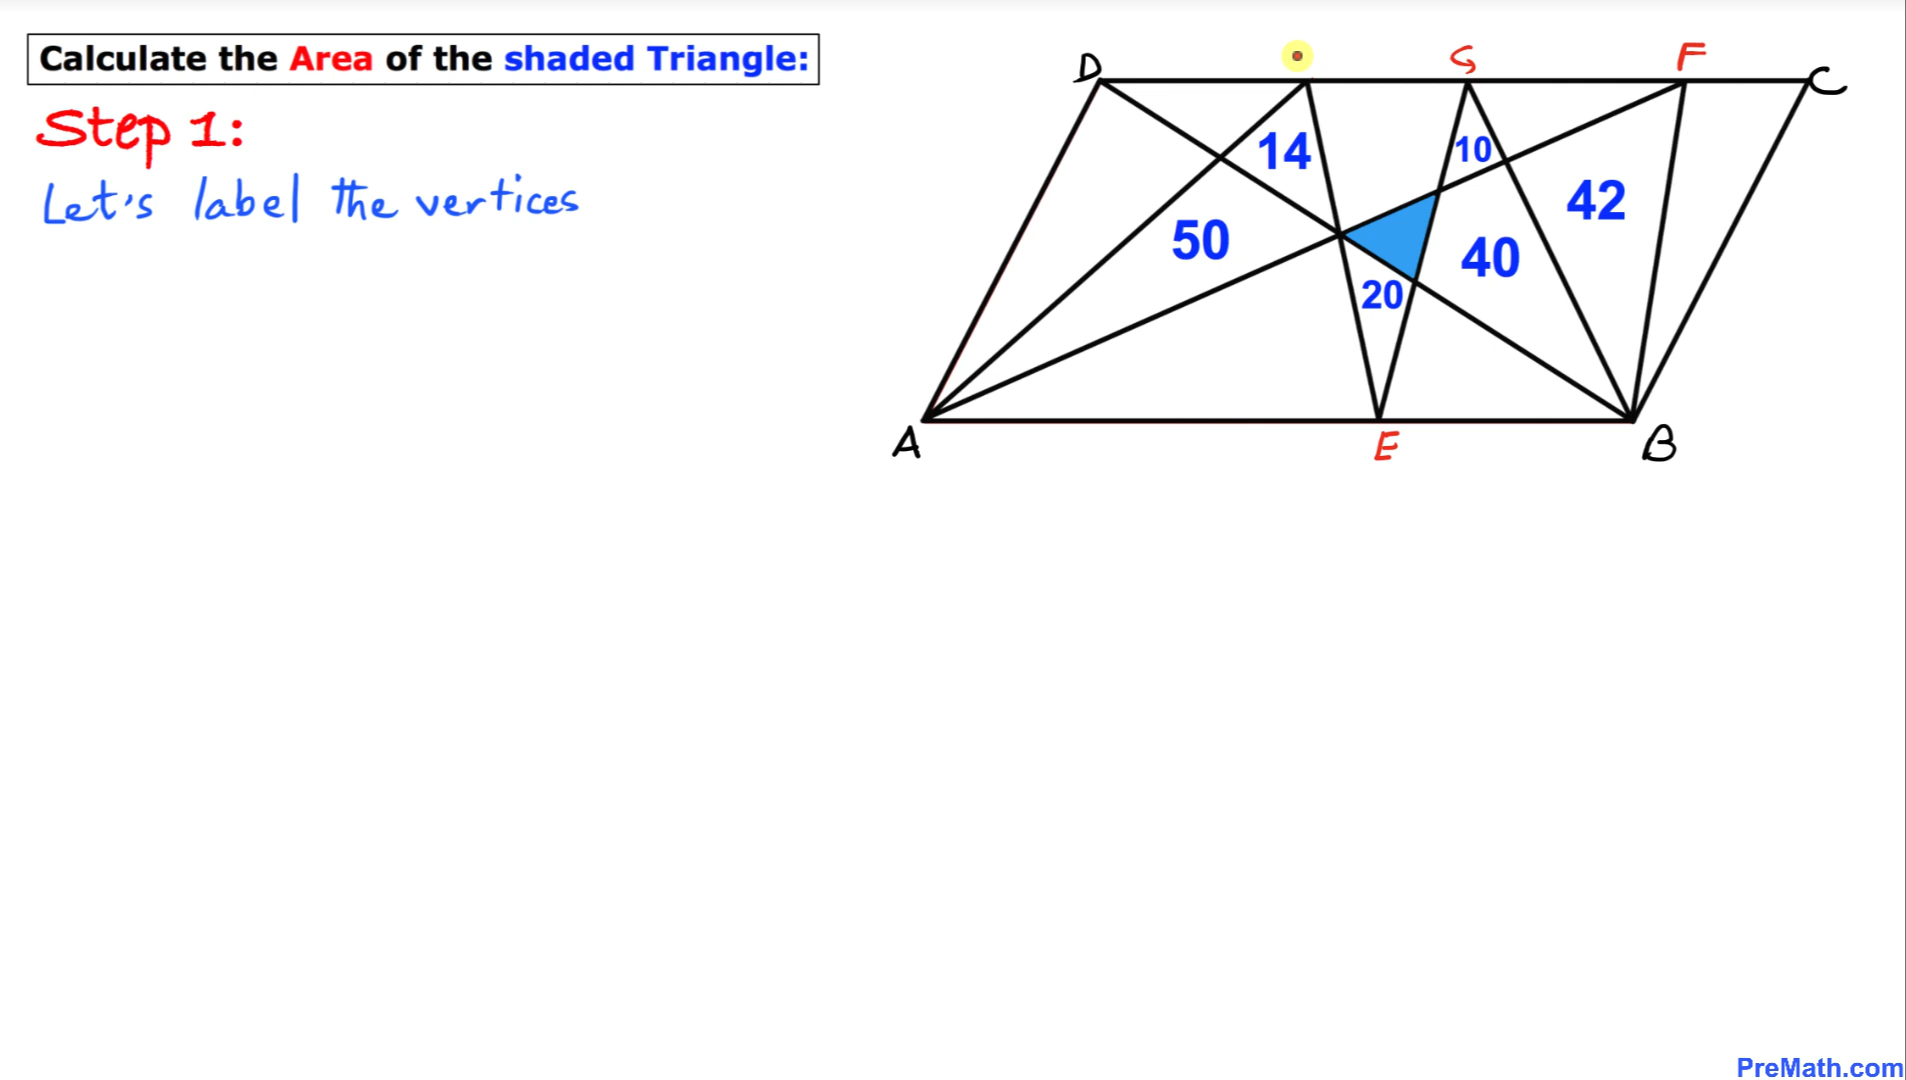 Calculate the Area of the shaded Triangle:
Step 1:
Let's label the vertices
D
G
F
C
14
10
42
50
40
20
A
E
B
PreMath.com